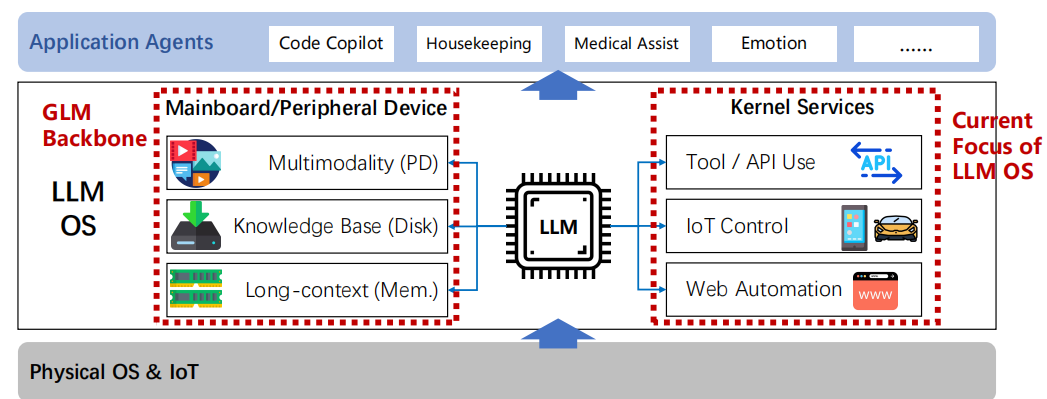 Application Agents
Code Copilot
Housekeeping
Medical Assist
Emotion
......
GLM
Backbone
LLM
OS
Mainboard/Peripheral Device
Multimodality (PD)
Knowledge Base (Disk)
Long-context (Mem.)
LLM
Kernel Services
Tool / API Use
API
IoT Control
Web Automation
WWW
Current
Focus of
LLM OS
Physical OS & IoT